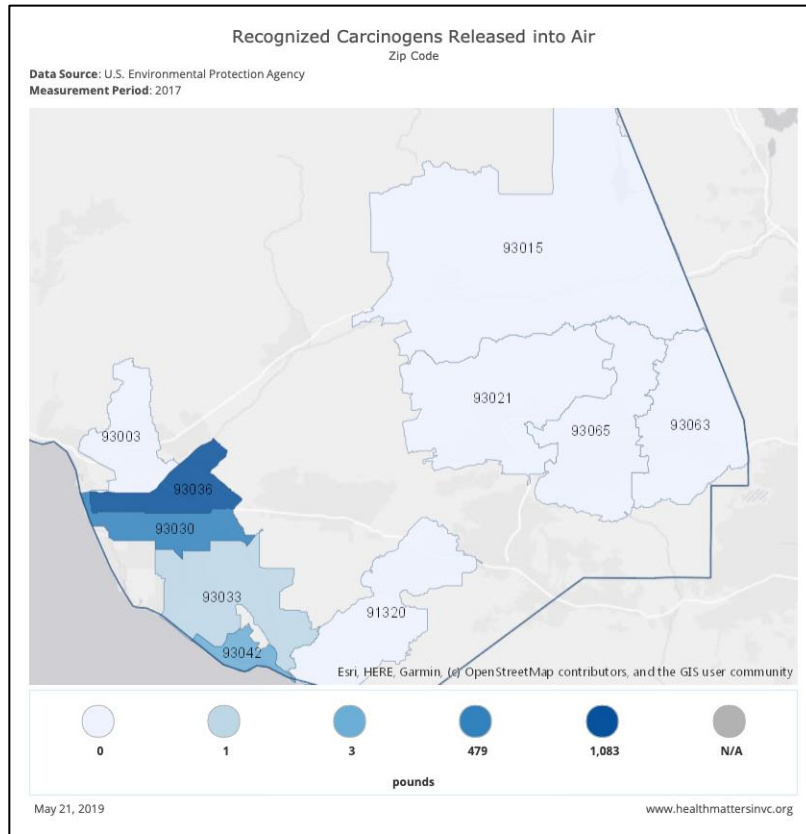 Recognized Carcinogens Released into Air
Zip Code
Data Source: U.S. Environmental Protection Agency
Measurement Period: 2017
93015
93021
93065
93063
93003
93036
93030
93033
91320
93042
Esri, HERE, Garmin, (c) OpenStreetMap contributors, and the GIS user community
0
1
3
479
1,083
N/A
pounds
May 21, 2019
www.healthmattersinvc.org